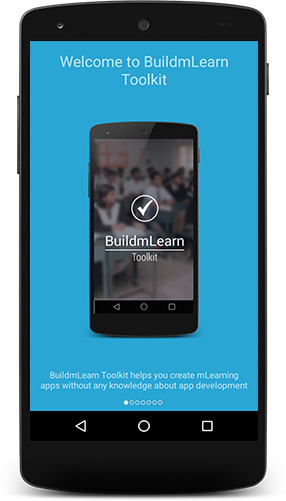 Welcome to BuildmLearn
Toolkit
BuildmLearn
Toolkit
BuildmLearn Toolkit helps you create mLearning
apps without any knowledge about app development